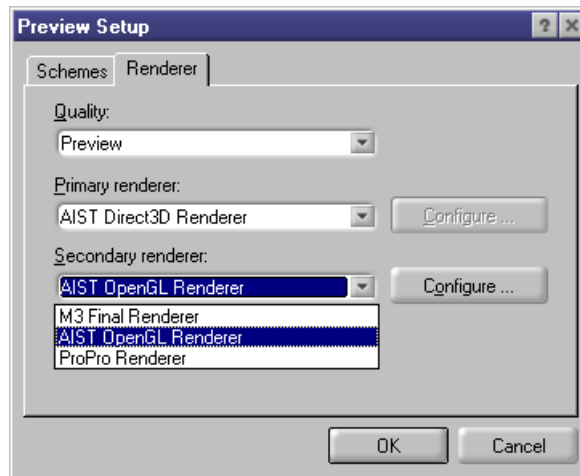 Preview Setup
Schemes
Renderer
Quality:
Preview
Primary renderer:
AIST Direct3D Renderer
Configure ...
Secondary renderer:
AIST OpenGL Renderer
Configure ...
M3 Final Renderer
AIST OpenGL Renderer
ProPro Renderer
OK
Cancel